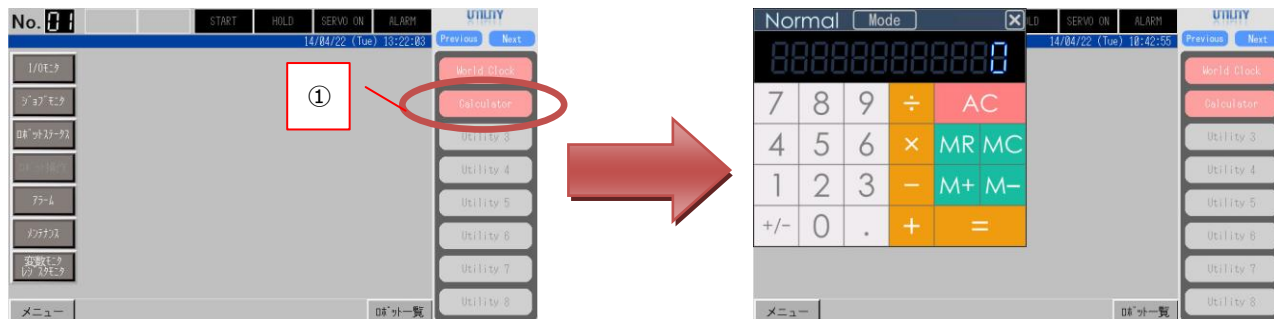 No. 01
START HOLD SERVO ON ALARM
UTILITY
14/04/22 (Tue) 13:22:03
Previous Next
I/Oモニタ
ジョブモニタ
ロボットステータス
アラーム
メンテナンス
変数モニタ
レジスタモニタ
メニュー
ロボット一覧
①
World Clock
Calculator
Utility 3
Utility 4
Utility 5
Utility 6
Utility 7
Utility 8
Normal Mode
0
7 8 9 ÷ AC
4 5 6 × MR MC
1 2 3 − M+ M−
+/- 0 . + =
LD SERVO ON ALARM
UTILITY
14/04/22 (Tue) 10:42:55
Previous Next
World Clock
Calculator
Utility 3
Utility 4
Utility 5
Utility 6
Utility 7
Utility 8
メニュー
ロボット一覧